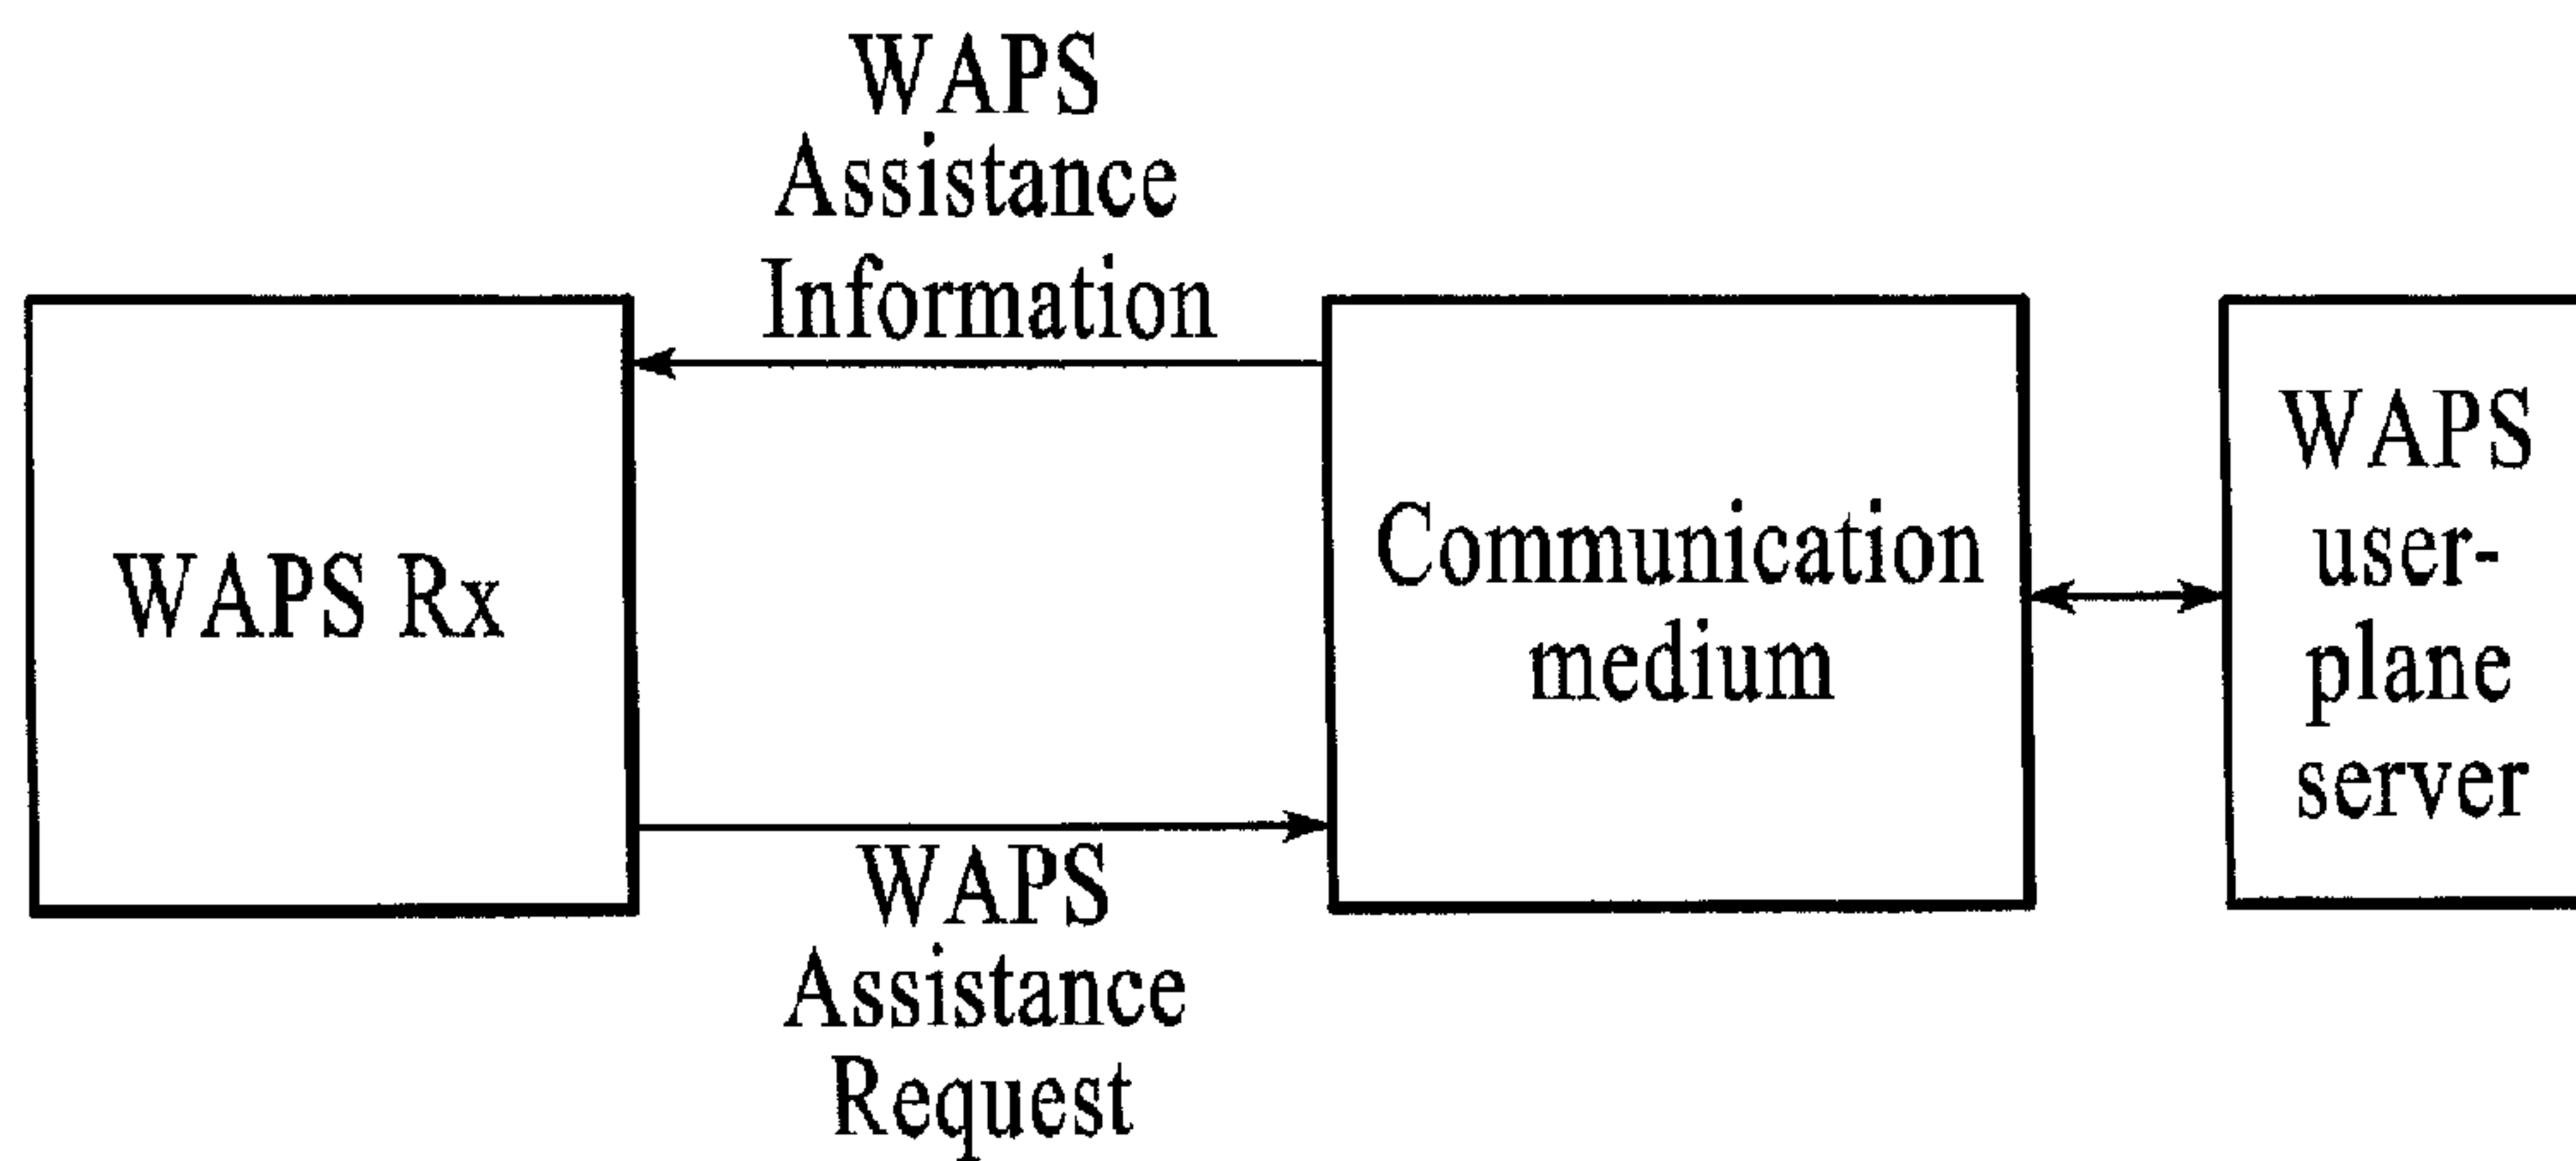 WAPS
Assistance
Information
WAPS Rx
Communication
medium
WAPS
user-
plane
server
WAPS
Assistance
Request